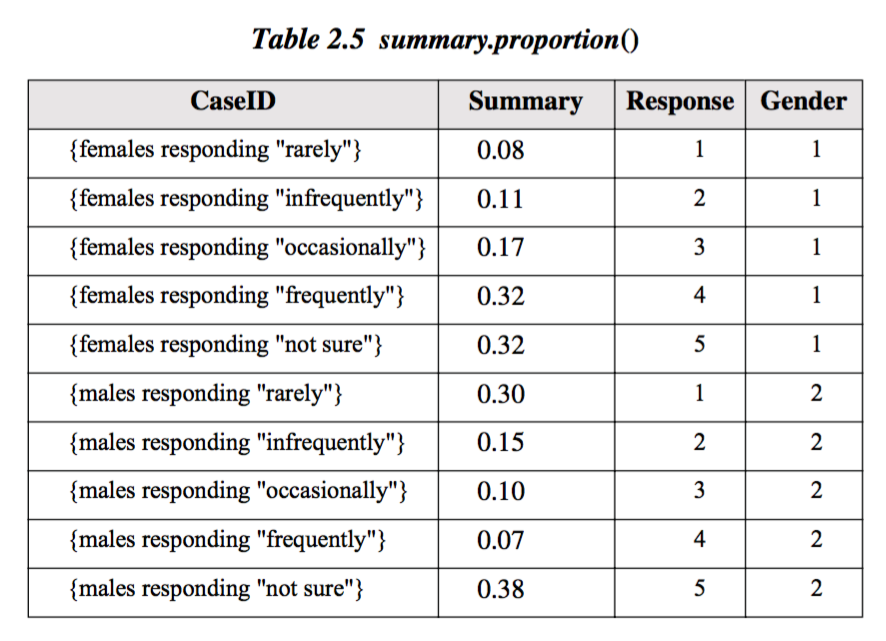 Table 2.5 summary.proportion()
CaseID Summary Response Gender
{females responding "rarely"} 0.08 1 1
{females responding "infrequently"} 0.11 2 1
{females responding "occasionally"} 0.17 3 1
{females responding "frequently"} 0.32 4 1
{females responding "not sure"} 0.32 5 1
{males responding "rarely"} 0.30 1 2
{males responding "infrequently"} 0.15 2 2
{males responding "occasionally"} 0.10 3 2
{males responding "frequently"} 0.07 4 2
{males responding "not sure"} 0.38 5 2